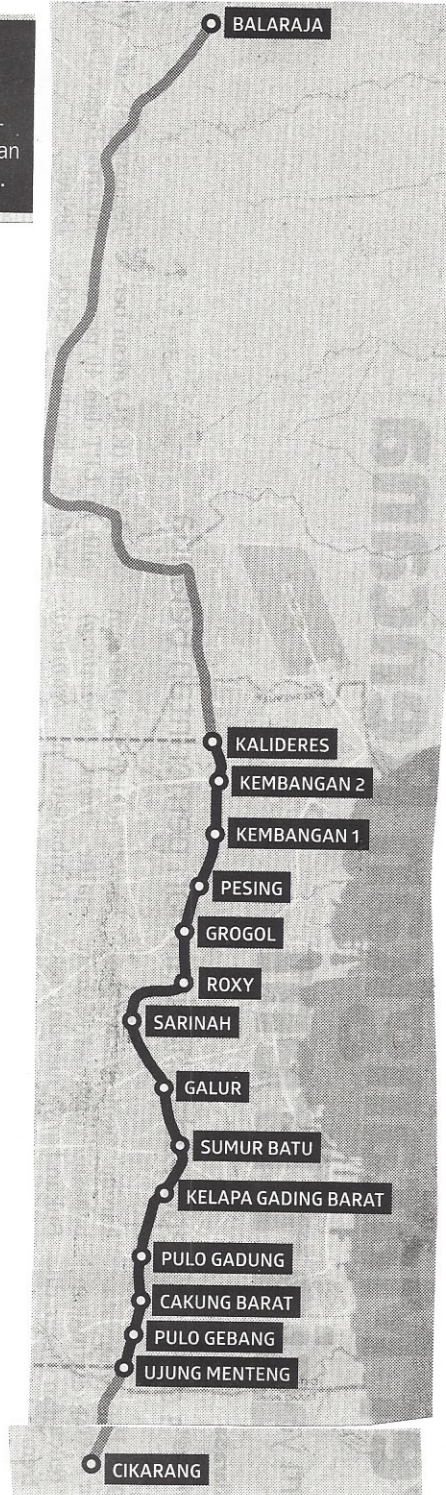 an
BALARAJA
KALIDERES
KEMBANGAN 2
KEMBANGAN 1
PESING
GROGOL
ROXY
SARINAH
GALUR
SUMUR BATU
KELAPA GADING BARAT
PULO GADUNG
CAKUNG BARAT
PULO GEBANG
UJUNG MENTENG
CIKARANG